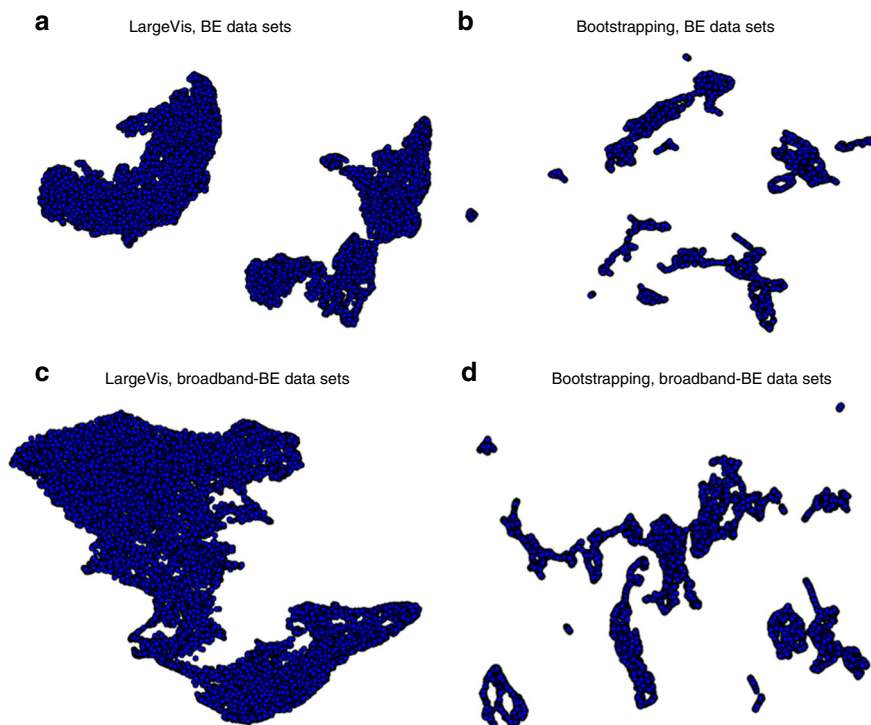 a
LargeVis, BE data sets
b
Bootstrapping, BE data sets
c
LargeVis, broadband-BE data sets
d
Bootstrapping, broadband-BE data sets